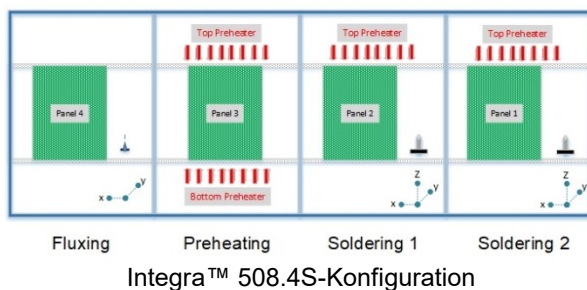 Top Preheater
Top Preheater
Top Preheater
Panel 4
Panel 3
Panel 2
Panel 1
y
x
Bottom Preheater
Z
y
x
Z
y
x
Fluxing
Preheating
Soldering 1
Soldering 2
Integra™ 508.4S-Konfiguration